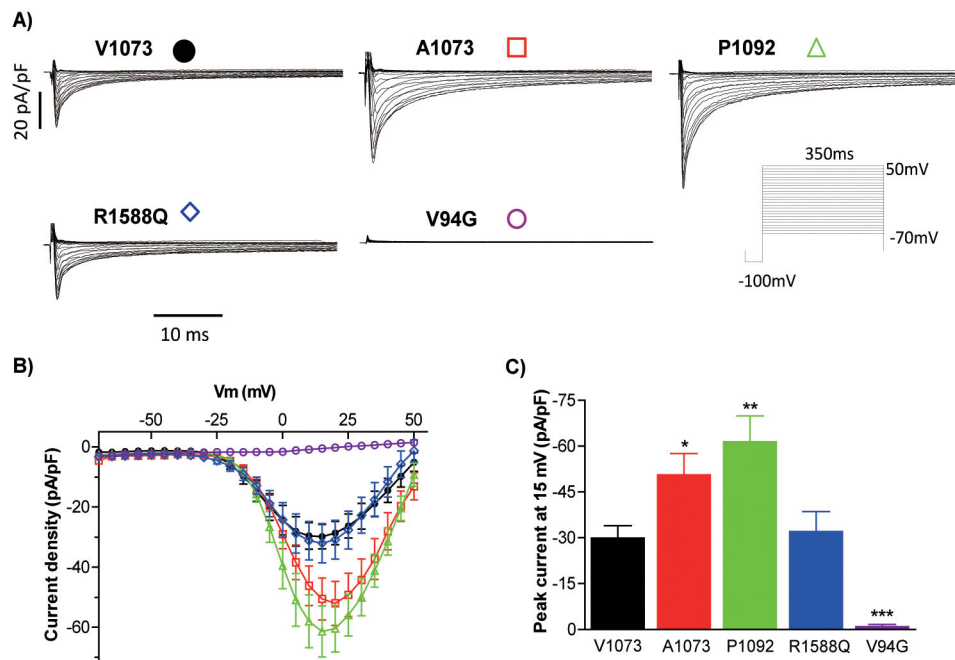 A)
V1073
A1073
P1092
20 pA/pF
350ms
50mV
-70mV
-100mV
R1588Q
V94G
10 ms
B)
Vm (mV)
-50 -25 0 25 50
0
-20
-40
-60
Current density (pA/pF)
C)
Peak current at 15 mV (pA/pF)
-75
-60
-45
-30
-15
0
*
**
***
V1073 A1073 P1092 R1588Q V94G